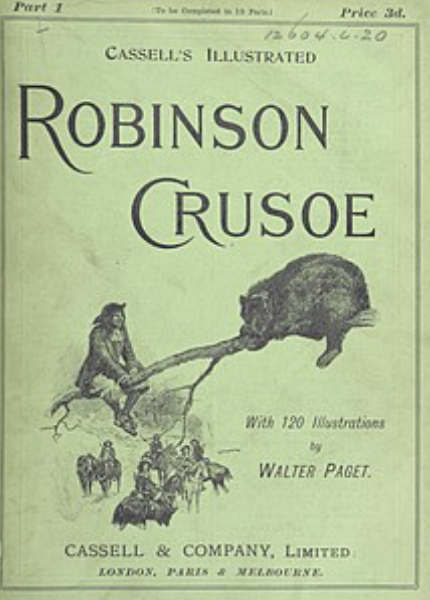 Part 1 (To be Completed in 13 Parts.) Price 3d.
12604.c.20
CASSELL'S ILLUSTRATED
ROBINSON
CRUSOE
With 120 Illustrations
by
WALTER PAGET.
CASSELL & COMPANY, LIMITED:
LONDON, PARIS & MELBOURNE.